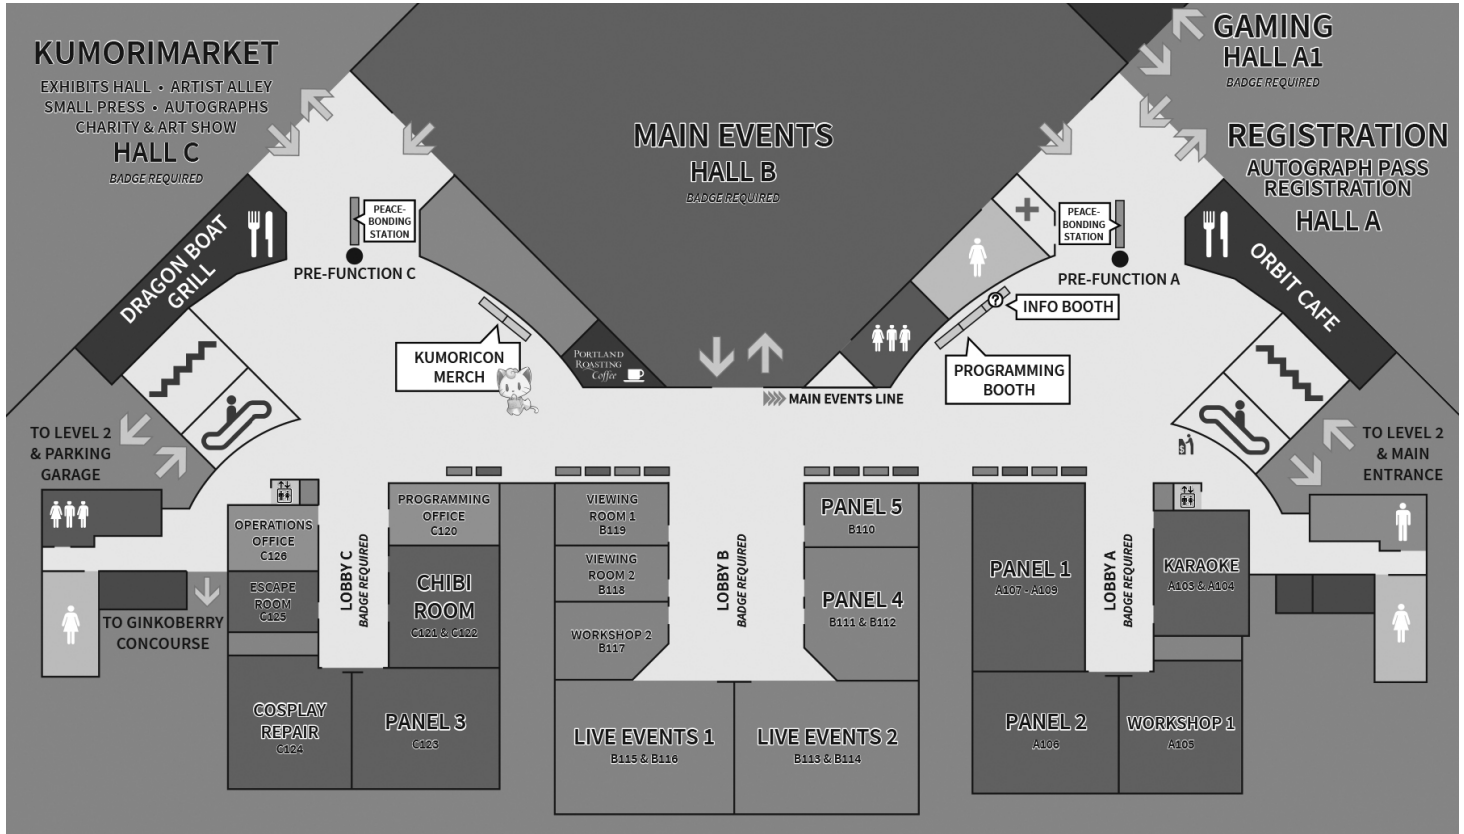 KUMORIMARKET
EXHIBITS HALL • ARTIST ALLEY
SMALL PRESS • AUTOGRAPHS
CHARITY & ART SHOW
HALL C
BADGE REQUIRED
MAIN EVENTS
HALL B
BADGE REQUIRED
GAMING
HALL A1
BADGE REQUIRED
REGISTRATION
AUTOGRAPH PASS
REGISTRATION
HALL A
DRAGON BOAT
GRILL
PEACE-
BONDING
STATION
PRE-FUNCTION C
PEACE-
BONDING
STATION
PRE-FUNCTION A
ORBIT CAFE
?
INFO BOOTH
KUMORICON
MERCH
PORTLAND
ROASTING
Coffee
MAIN EVENTS LINE
PROGRAMMING
BOOTH
TO LEVEL 2
& PARKING
GARAGE
TO LEVEL 2
& MAIN
ENTRANCE
OPERATIONS
OFFICE
C126
ESCAPE
ROOM
C125
TO GINKOBERRY
CONCOURSE
COSPLAY
REPAIR
C124
LOBBY C
BADGE REQUIRED
PROGRAMMING
OFFICE
C120
CHIBI
ROOM
C121 & C122
PANEL 3
C123
VIEWING
ROOM 1
B119
VIEWING
ROOM 2
B118
WORKSHOP 2
B117
LIVE EVENTS 1
B115 & B116
LOBBY B
BADGE REQUIRED
PANEL 5
B110
PANEL 4
B111 & B112
LIVE EVENTS 2
B113 & B114
PANEL 1
A107 - A109
PANEL 2
A106
LOBBY A
BADGE REQUIRED
KARAOKE
A103 & A104
WORKSHOP 1
A105